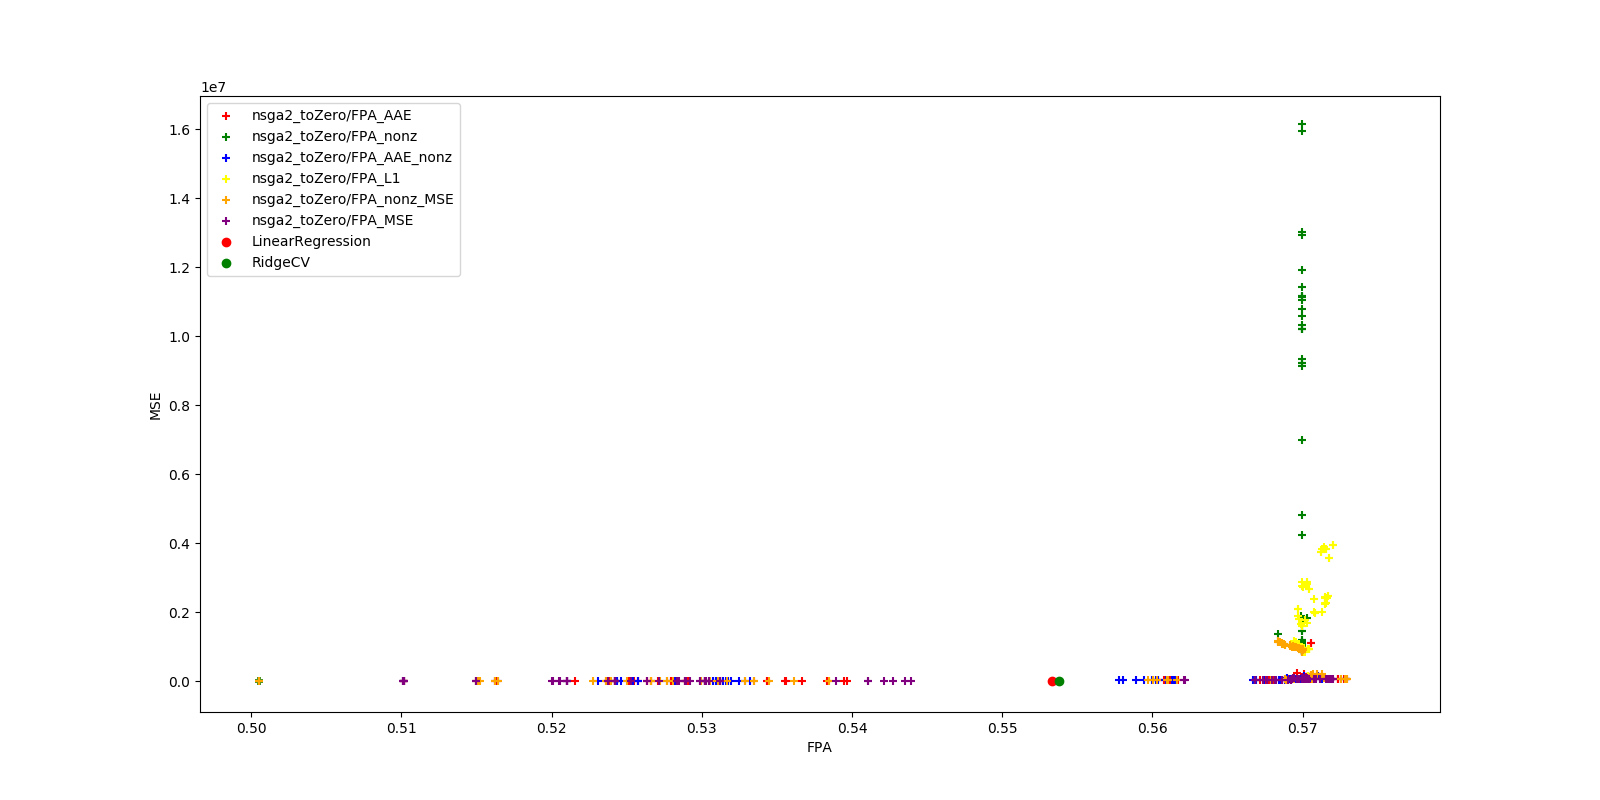 1e7
nsga2_toZero/FPA_AAE
nsga2_toZero/FPA_nonz
nsga2_toZero/FPA_AAE_nonz
nsga2_toZero/FPA_L1
nsga2_toZero/FPA_nonz_MSE
nsga2_toZero/FPA_MSE
LinearRegression
RidgeCV
1.6
1.4
1.2
1.0
0.8
0.6
0.4
0.2
0.0
MSE
0.50 0.51 0.52 0.53 0.54 0.55 0.56 0.57
FPA